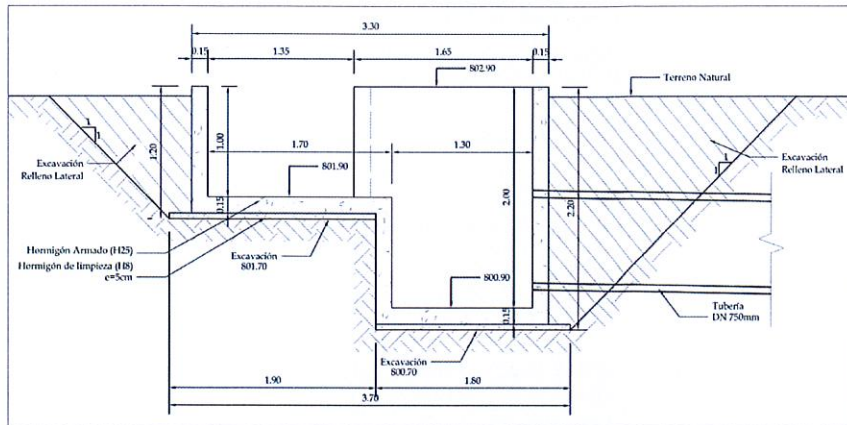 3.30
0.15
1.35
1.65
0.15
802.90
Terreno Natural
1
1
1.20
1.00
1.70
1.30
801.90
1
1
Excavación
Relleno Lateral
Excavación
Relleno Lateral
0.15
2.00
2.20
Hormigón Armado (H25)
Hormigón de limpieza (H8)
e=5cm
Excavación
801.70
800.90
0.15
Tubería
DN 750mm
Excavación
800.70
1.90
1.80
3.70